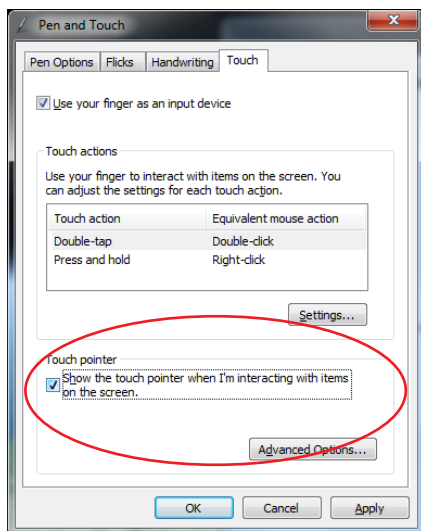 Pen and Touch
Pen Options Flicks Handwriting Touch
Use your finger as an input device
Touch actions
Use your finger to interact with items on the screen. You
can adjust the settings for each touch action.
Touch action Equivalent mouse action
Double-tap Double-click
Press and hold Right-click
Settings...
Touch pointer
Show the touch pointer when I'm interacting with items
on the screen.
Advanced Options...
OK Cancel Apply